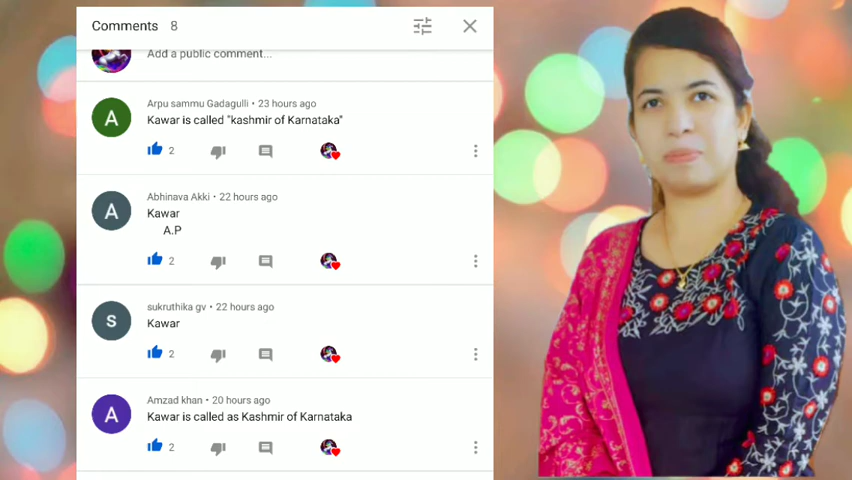 Comments 8
Add a public comment...
A
Arpu sammu Gadagulli • 23 hours ago
Kawar is called "kashmir of Karnataka"
2
A
Abhinava Akki • 22 hours ago
Kawar
A.P
2
s
sukruthika gv • 22 hours ago
Kawar
2
A
Amzad khan • 20 hours ago
Kawar is called as Kashmir of Karnataka
2